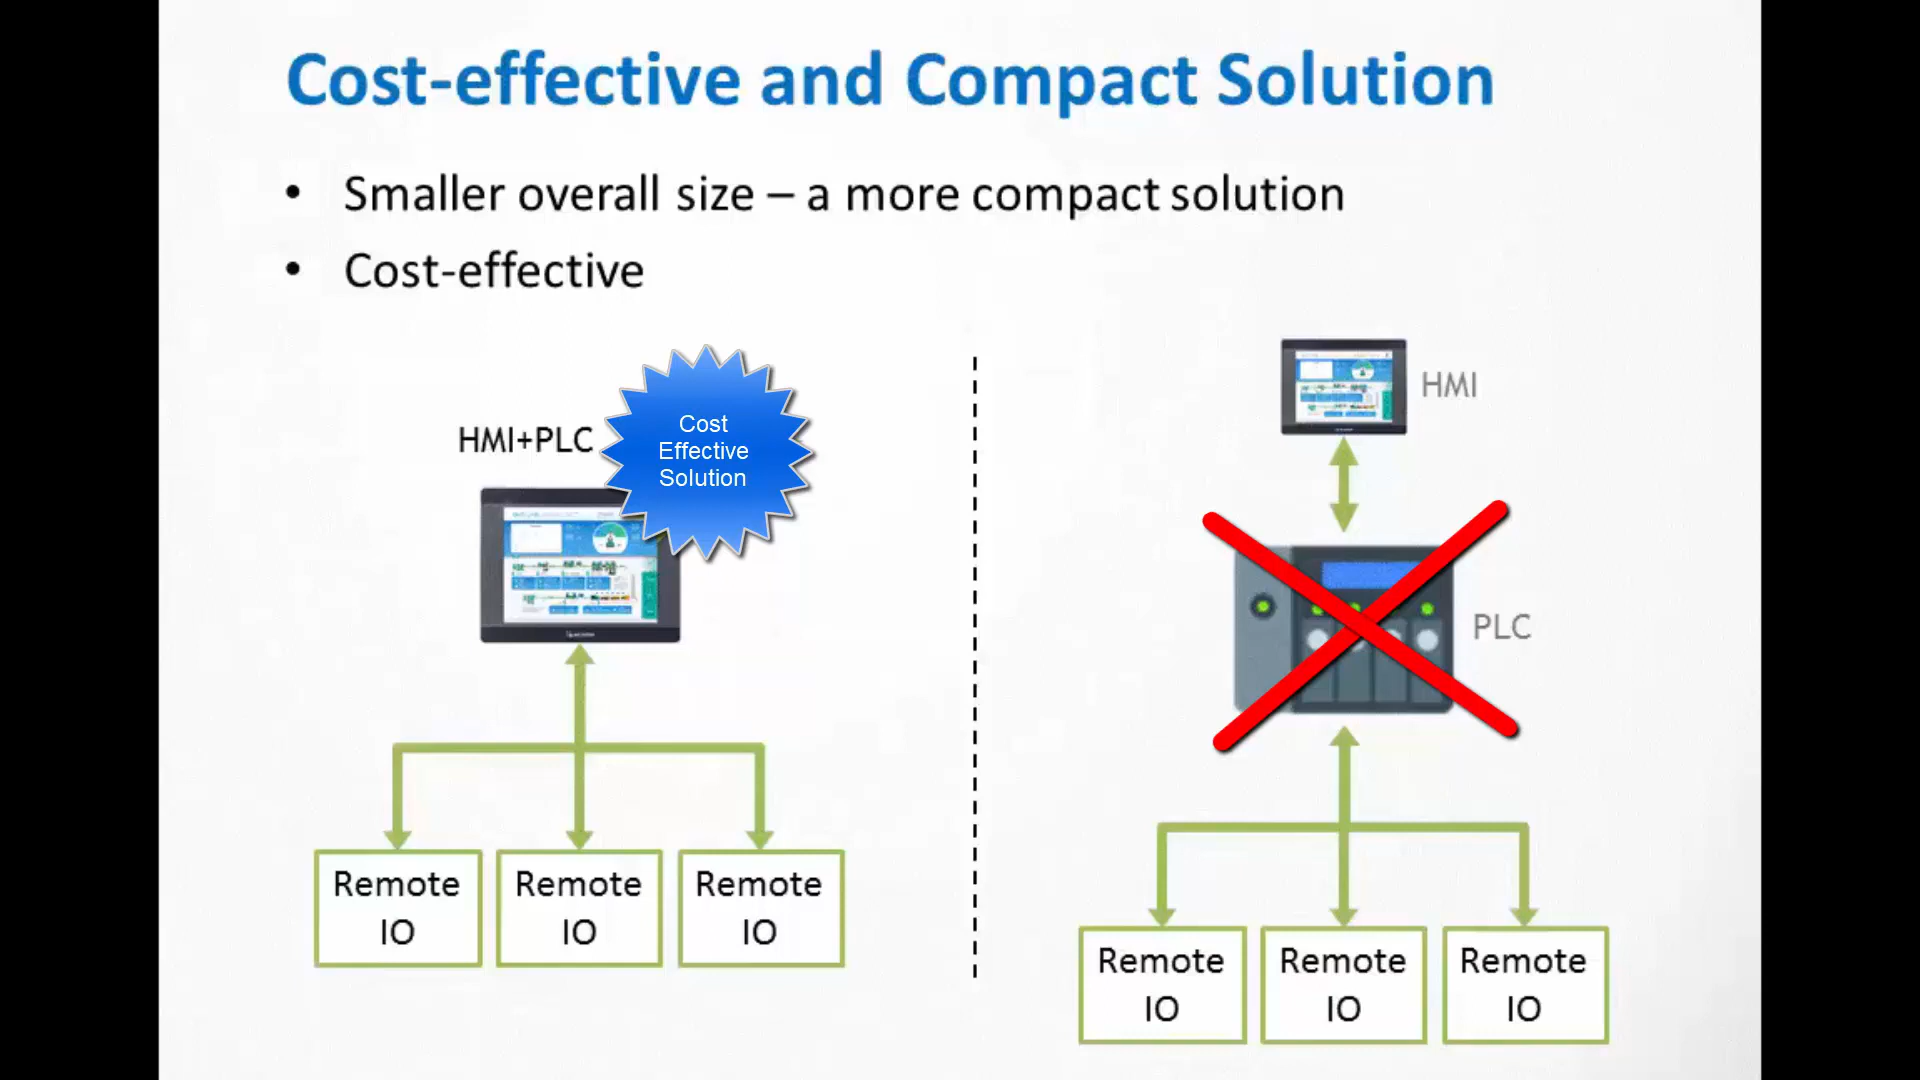 Cost-effective and Compact Solution
• Smaller overall size – a more compact solution
• Cost-effective
HMI+PLC
Cost
Effective
Solution
Remote
IO
Remote
IO
Remote
IO
HMI
PLC
Remote
IO
Remote
IO
Remote
IO